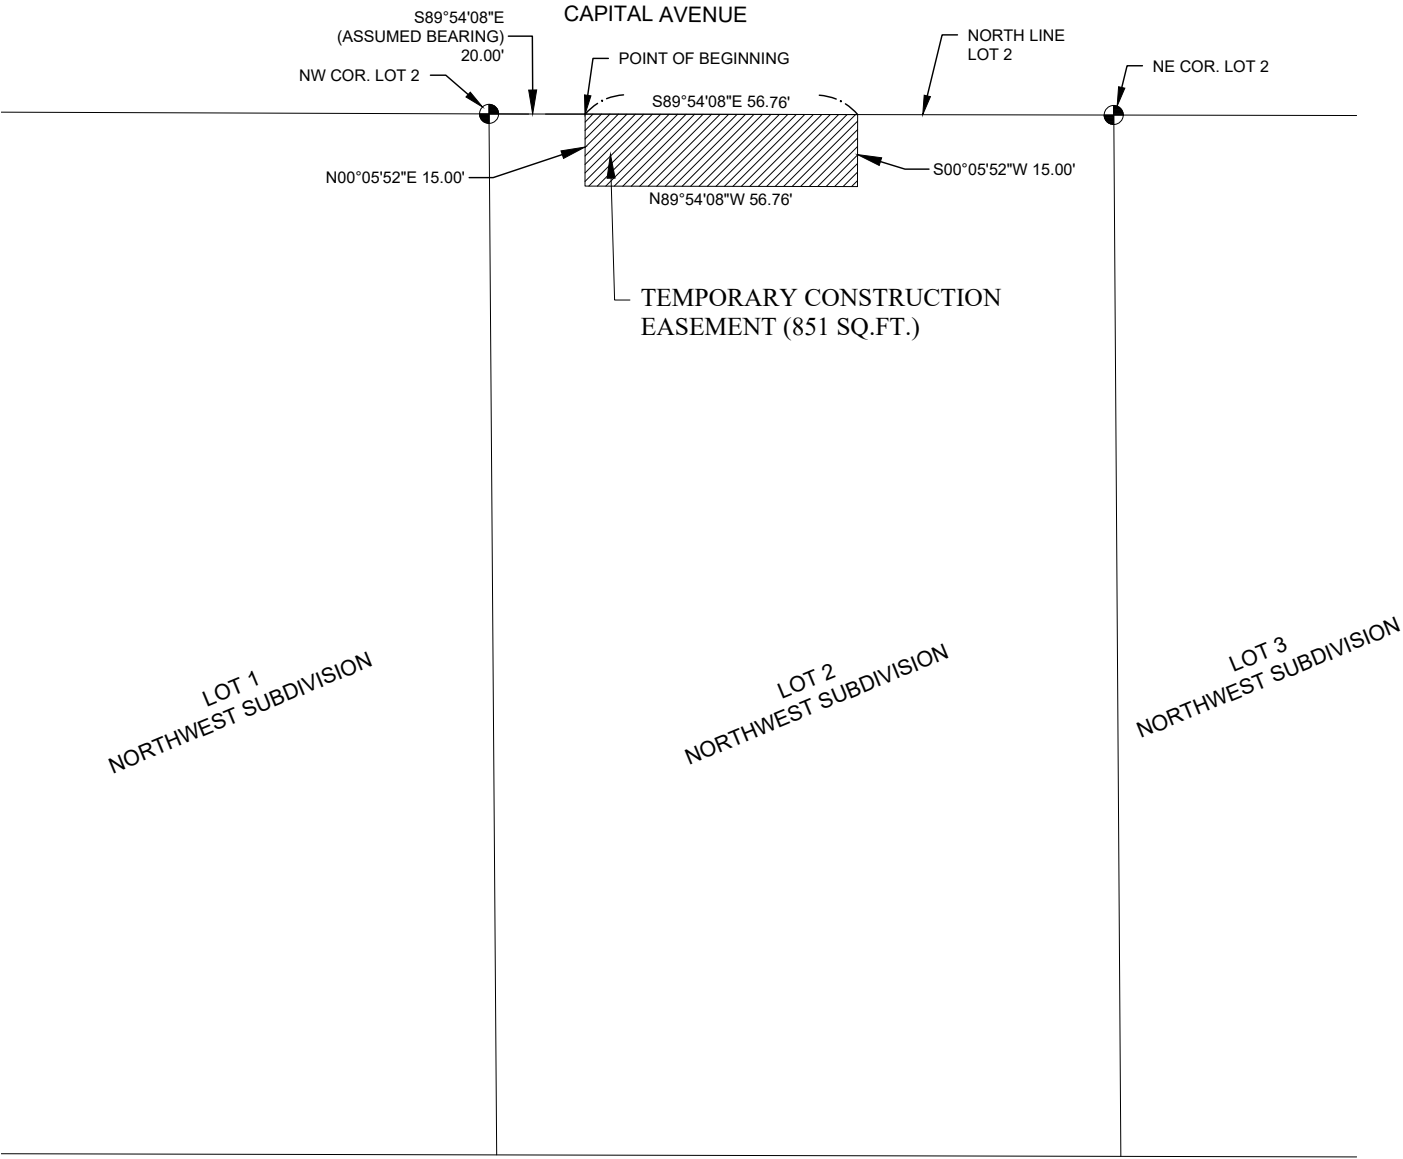 CAPITAL AVENUE
S89°54'08"E
(ASSUMED BEARING)
20.00'
NORTH LINE
LOT 2
POINT OF BEGINNING
NE COR. LOT 2
NW COR. LOT 2
S89°54'08"E 56.76'
N00°05'52"E 15.00'
S00°05'52"W 15.00'
N89°54'08"W 56.76'
TEMPORARY CONSTRUCTION
EASEMENT (851 SQ.FT.)
LOT 1
NORTHWEST SUBDIVISION
LOT 2
NORTHWEST SUBDIVISION
LOT 3
NORTHWEST SUBDIVISION